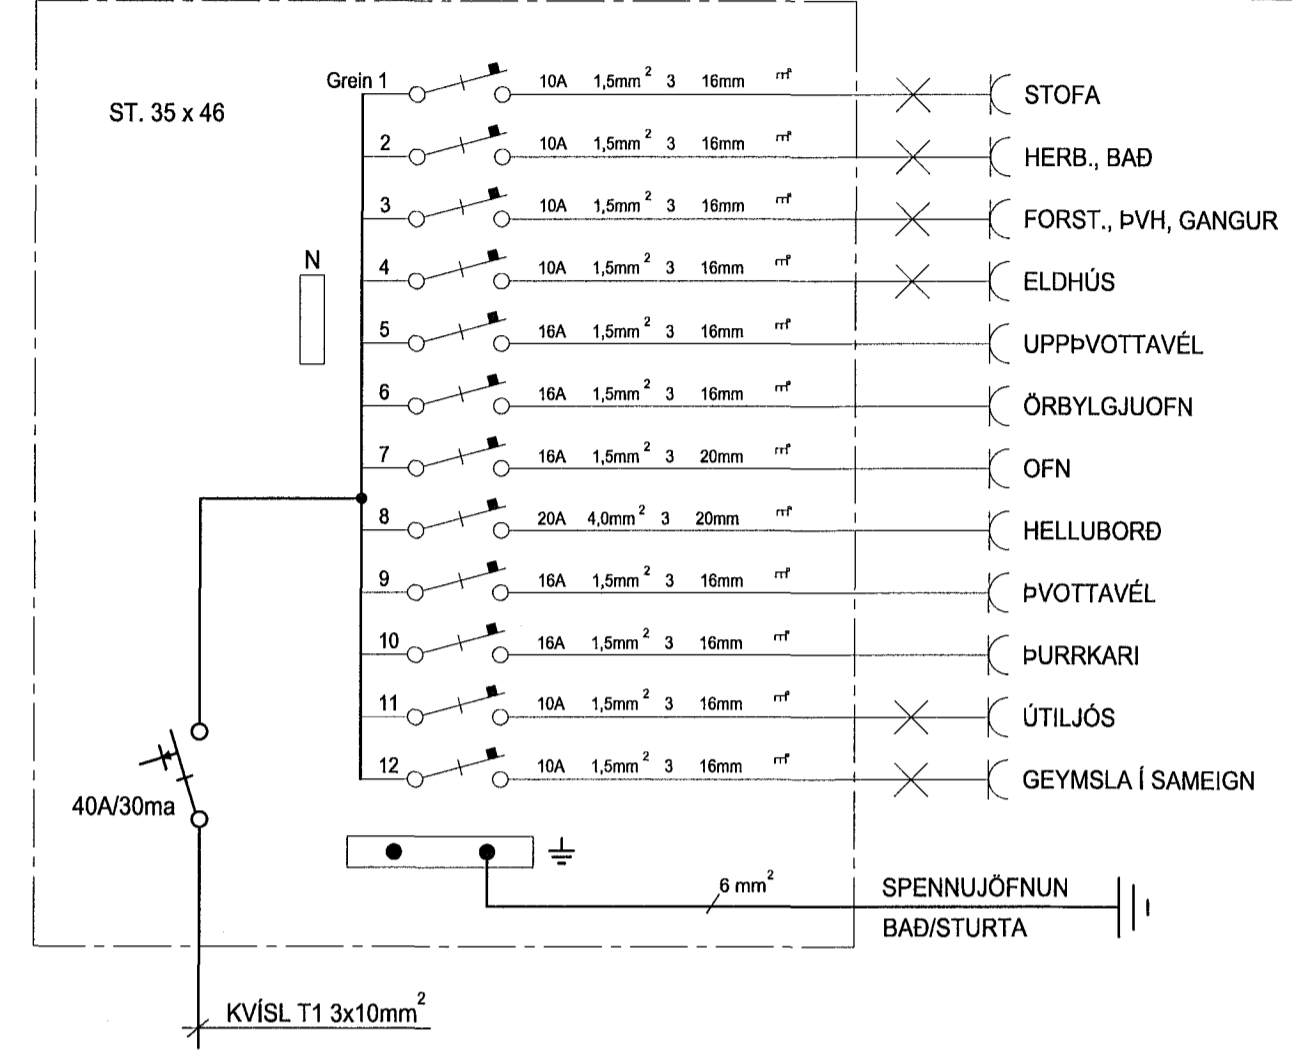 ST. 35 x 46
Grein 1 10A 1,5mm² 3 16mm STOFA
2 10A 1,5mm² 3 16mm HERB., BAÐ
3 10A 1,5mm² 3 16mm FORST., ÞVH, GANGUR
4 10A 1,5mm² 3 16mm ELDHÚS
N
5 16A 1,5mm² 3 16mm UPPÞVOTTAVÉL
6 16A 1,5mm² 3 16mm ÖRBYLGJUOFN
7 16A 1,5mm² 3 20mm OFN
8 20A 4,0mm² 3 20mm HELLUBORÐ
9 16A 1,5mm² 3 16mm ÞVOTTAVÉL
10 16A 1,5mm² 3 16mm ÞURRKARI
11 10A 1,5mm² 3 16mm ÚTILJÓS
12 10A 1,5mm² 3 16mm GEYMSLA Í SAMEIGN
40A/30ma
6 mm²
SPENNUJÖFNUN
BAÐ/STURTA
KVÍSL T1 3x10mm²